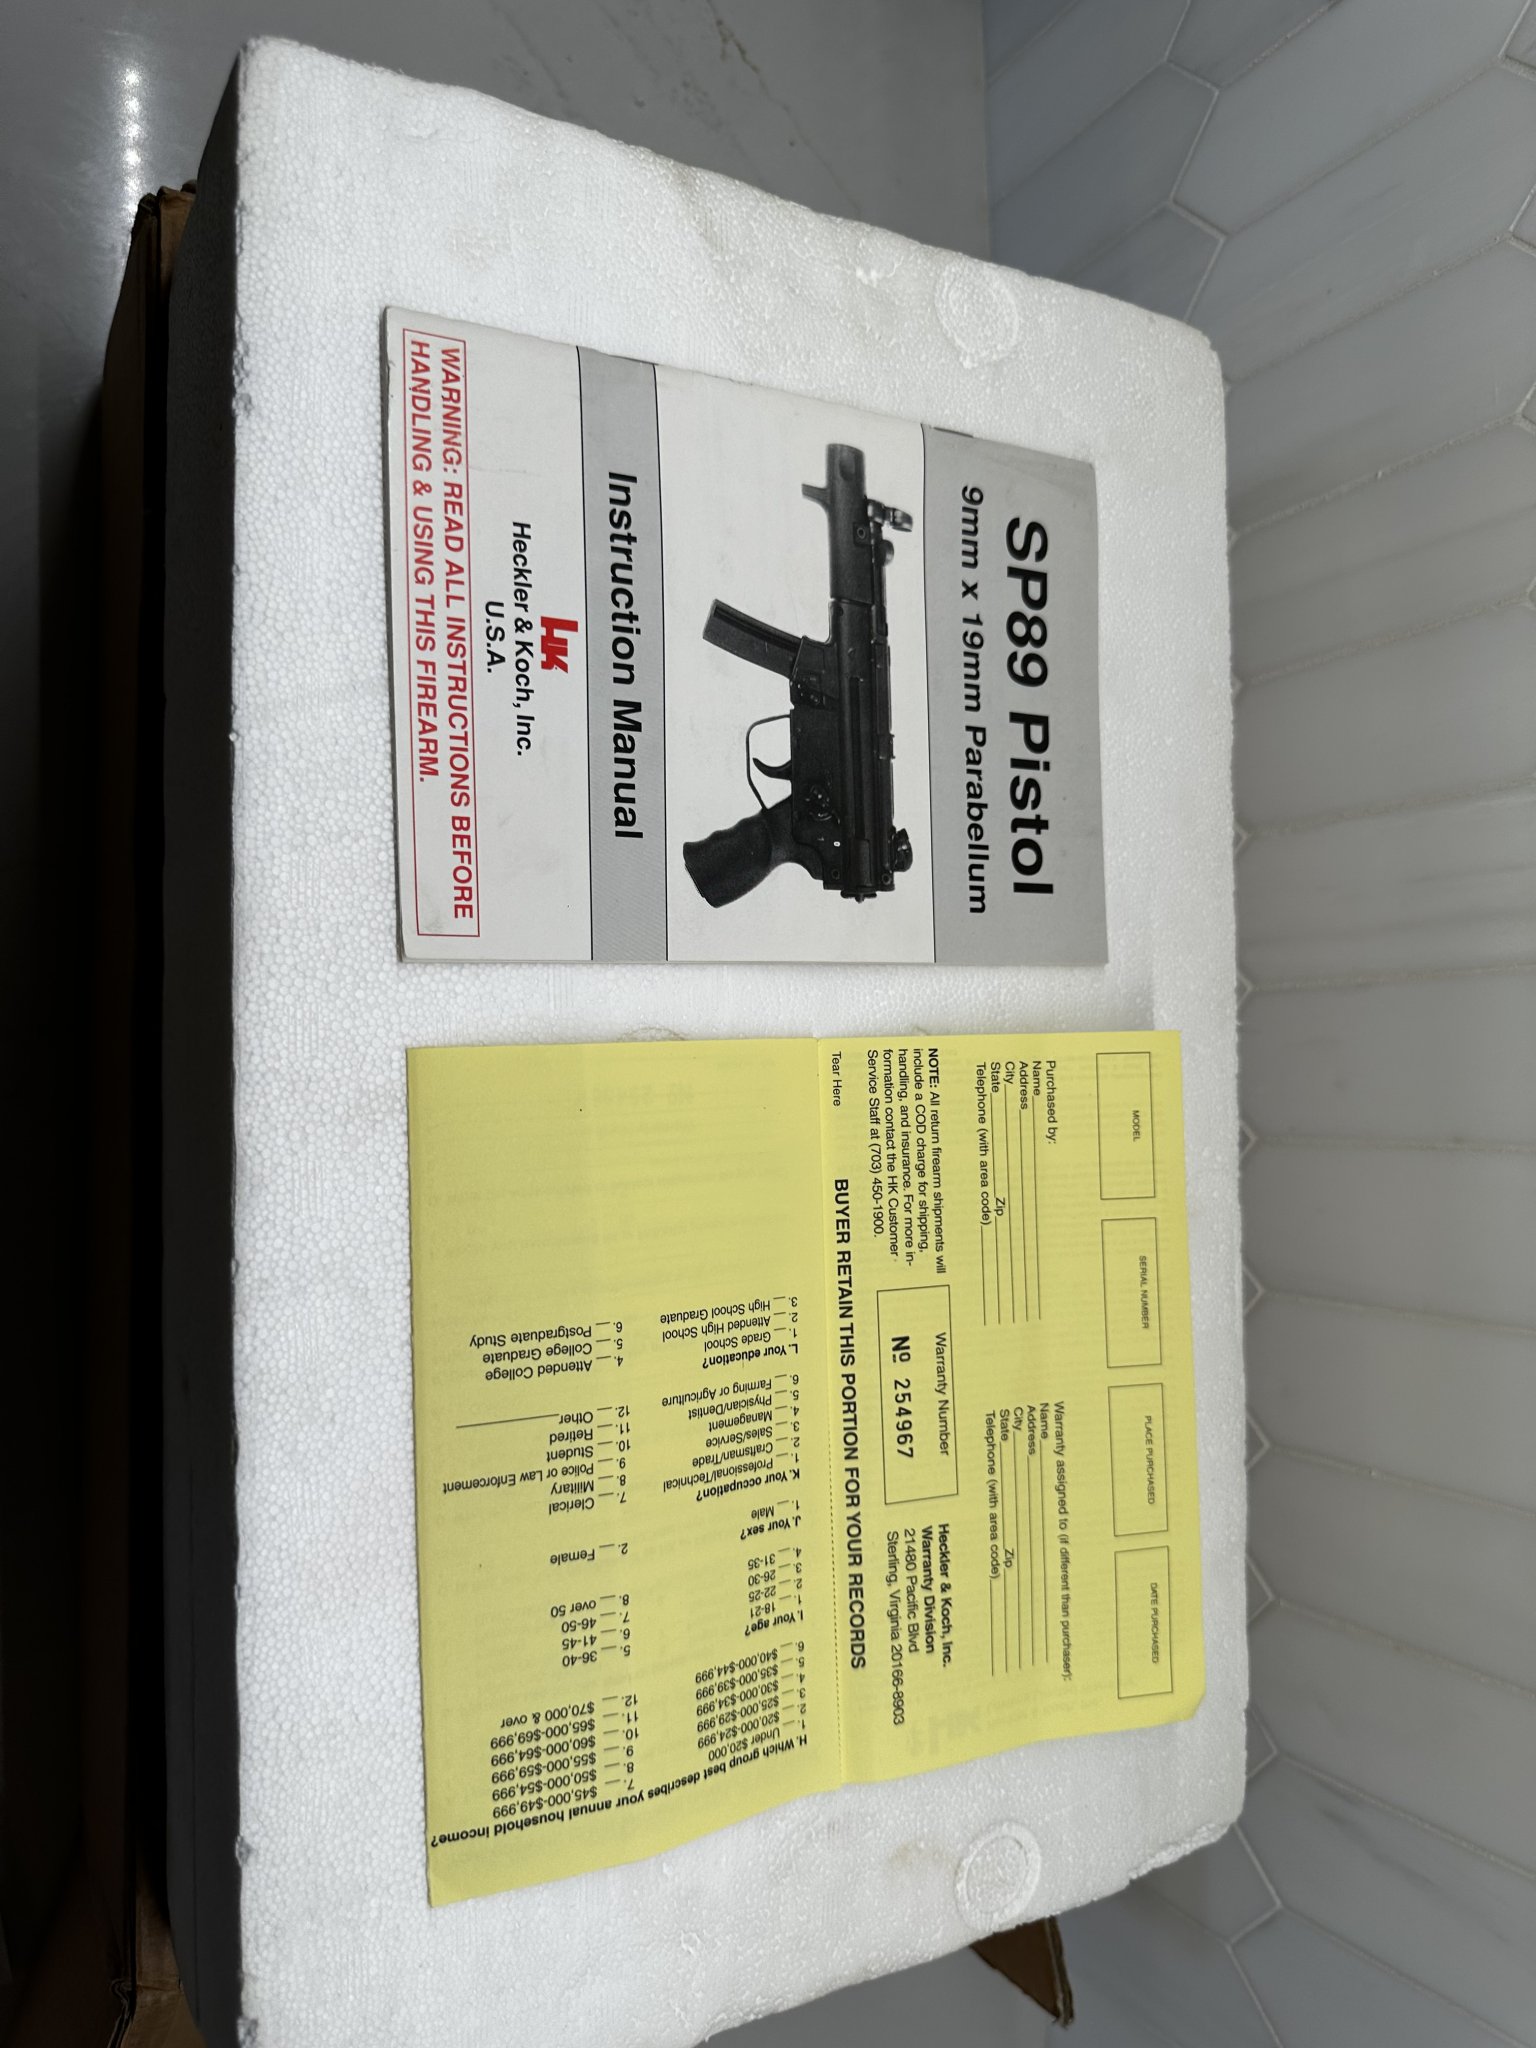 SP89 Pistol
9mm x 19mm Parabellum
Instruction Manual
HK
Heckler & Koch, Inc.
U.S.A.
WARNING: READ ALL INSTRUCTIONS BEFORE
HANDLING & USING THIS FIREARM.
MODEL
SERIAL NUMBER
PLACE PURCHASED
DATE PURCHASED
Purchased by:
Name
Address
City
State Zip
Telephone (with area code)
Warranty assigned to (if different than purchaser):
Name
Address
City
State Zip
Telephone (with area code)
NOTE: All return firearm shipments will
include a COD charge for shipping,
handling, and insurance. For more in-
formation contact the HK Customer
Service Staff at (703) 450-1900.
Warranty Number
No 254967
Heckler & Koch, Inc.
Warranty Division
21480 Pacific Blvd
Sterling, Virginia 20166-8903
Tear Here
BUYER RETAIN THIS PORTION FOR YOUR RECORDS
H. Which group best describes your annual household income?
1. Under $20,000
2. $20,000-$24,999
3. $25,000-$29,999
4. $30,000-$34,999
5. $35,000-$39,999
6. $40,000-$44,999
7. $45,000-$49,999
8. $50,000-$54,999
9. $55,000-$59,999
10. $60,000-$64,999
11. $65,000-$69,999
12. $70,000 & over
I. Your age?
1. 18-21
2. 22-25
3. 26-30
4. 31-35
5. 36-40
6. 41-45
7. 46-50
8. over 50
J. Your sex?
1. Male
2. Female
K. Your occupation?
1. Professional/Technical
2. Craftsman/Trade
3. Sales/Service
4. Management
5. Physician/Dentist
6. Farming or Agriculture
7. Clerical
8. Military
9. Police or Law Enforcement
10. Student
11. Retired
12. Other
L. Your education?
1. Grade School
2. Attended High School
3. High School Graduate
4. Attended College
5. College Graduate
6. Postgraduate Study